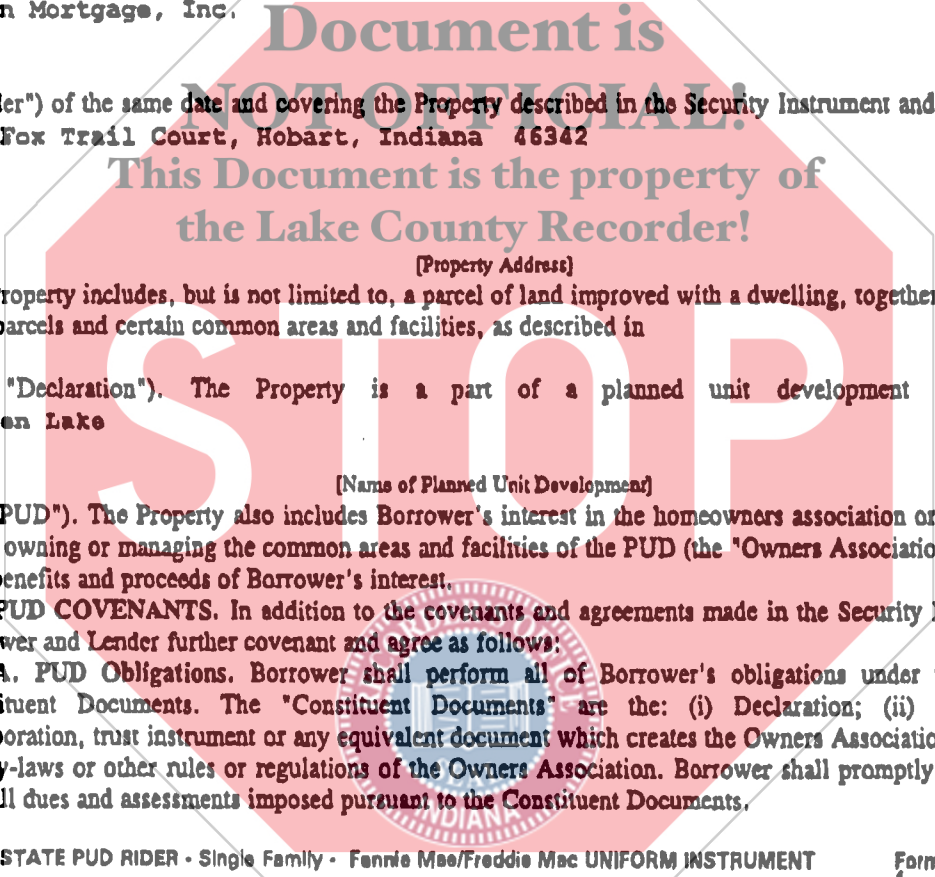 n Mortgage, Inc.
Document is
NOT OFFICIAL!
er") of the same date and covering the Property described in the Security Instrument and
Fox Trail Court, Hobart, Indiana 46342
This Document is the property of
the Lake County Recorder!
[Property Address]
roperty includes, but is not limited to, a parcel of land improved with a dwelling, together
parcels and certain common areas and facilities, as described in
STOP
"Declaration"). The Property is a part of a planned unit development
en Lake
[Name of Planned Unit Development]
PUD"). The Property also includes Borrower's interest in the homeowners association or
owning or managing the common areas and facilities of the PUD (the "Owners Associatio
enefits and proceeds of Borrower's interest.
PUD COVENANTS. In addition to the covenants and agreements made in the Security
wer and Lender further covenant and agree as follows:
A. PUD Obligations. Borrower shall perform all of Borrower's obligations under
ituent Documents. The "Constituent Documents" are the: (i) Declaration; (ii)
oration, trust instrument or any equivalent document which creates the Owners Associatio
y-laws or other rules or regulations of the Owners Association. Borrower shall promptly
ll dues and assessments imposed pursuant to the Constituent Documents.
INDIANA
STATE PUD RIDER - Single Family - Fannie Mae/Freddie Mac UNIFORM INSTRUMENT Form